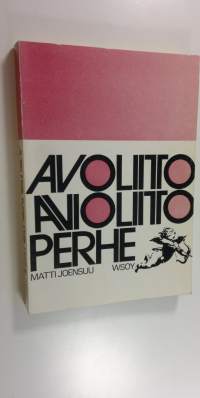 AVOLIITTO
AVIOLIITTO
PERHE
MATTI JOENSUU WSOY